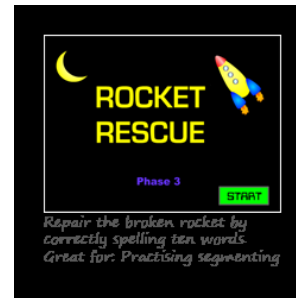 ROCKET
RESCUE
Phase 3
START
Repair the broken rocket by
correctly spelling ten words.
Great for: Practising segmenting